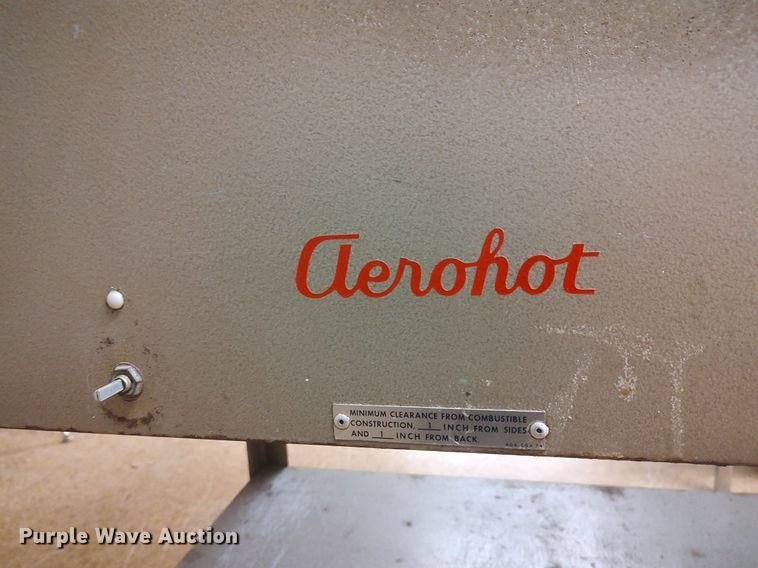 Aerohot
MINIMUM CLEARANCE FROM COMBUSTIBLE
CONSTRUCTION, 1 INCH FROM SIDES
AND 1 INCH FROM BACK.
Purple Wave Auction